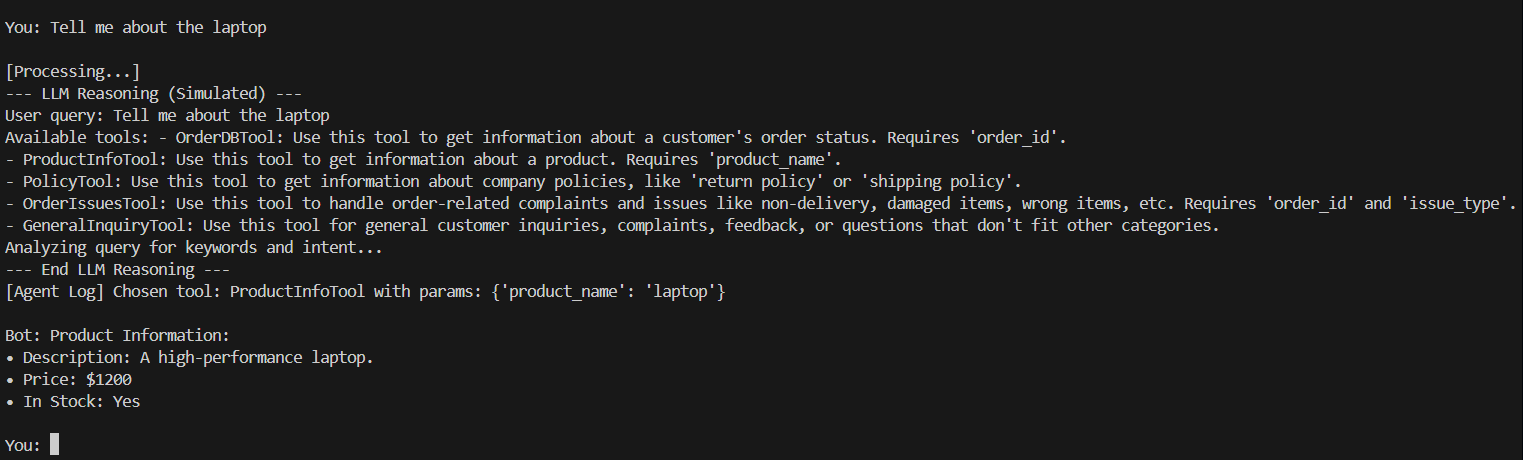 You: Tell me about the laptop
[Processing...]
--- LLM Reasoning (Simulated) ---
User query: Tell me about the laptop
Available tools: - OrderDBTool: Use this tool to get information about a customer's order status. Requires 'order_id'.
- ProductInfoTool: Use this tool to get information about a product. Requires 'product_name'.
- PolicyTool: Use this tool to get information about company policies, like 'return policy' or 'shipping policy'.
- OrderIssuesTool: Use this tool to handle order-related complaints and issues like non-delivery, damaged items, wrong items, etc. Requires 'order_id' and 'issue_type'.
- GeneralInquiryTool: Use this tool for general customer inquiries, complaints, feedback, or questions that don't fit other categories.
Analyzing query for keywords and intent...
--- End LLM Reasoning ---
[Agent Log] Chosen tool: ProductInfoTool with params: {'product_name': 'laptop'}
Bot: Product Information:
• Description: A high-performance laptop.
• Price: $1200
• In Stock: Yes
You: